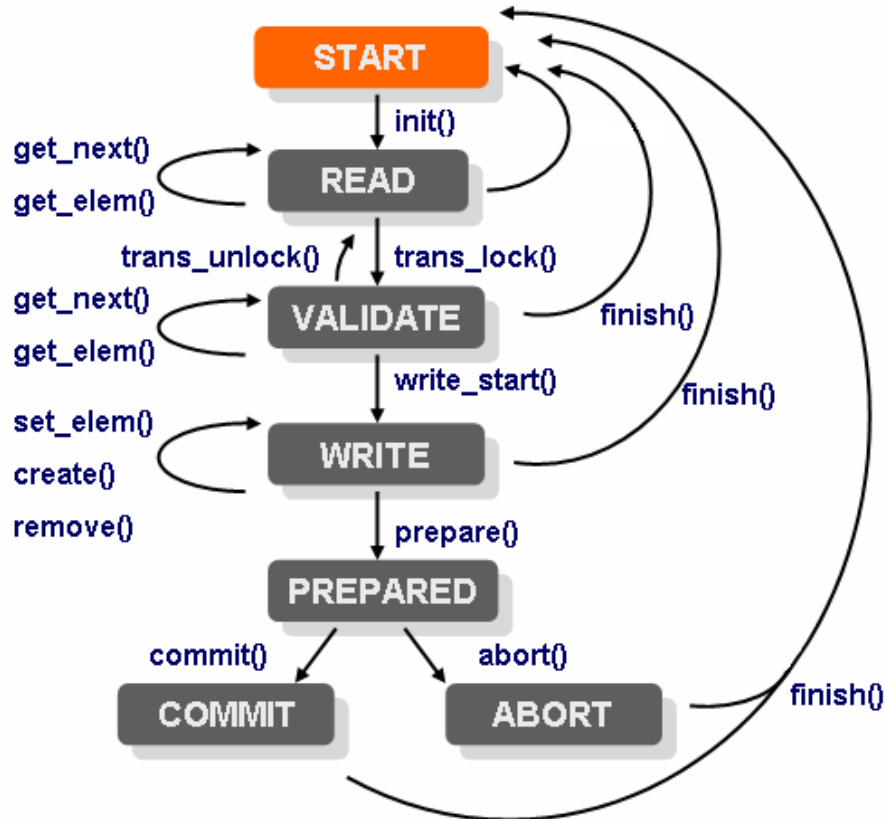 START
init()
get_next()
READ
get_elem()
trans_unlock()
trans_lock()
get_next()
VALIDATE
finish()
get_elem()
write_start()
finish()
set_elem()
WRITE
create()
remove()
prepare()
PREPARED
commit()
abort()
COMMIT
ABORT
finish()